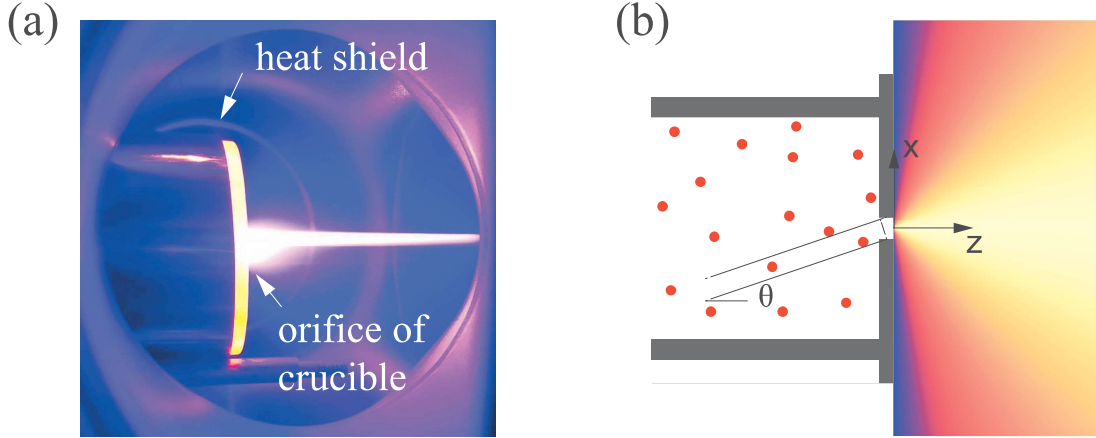 (a)
heat shield
orifice of
crucible
(b)
x
z
θ